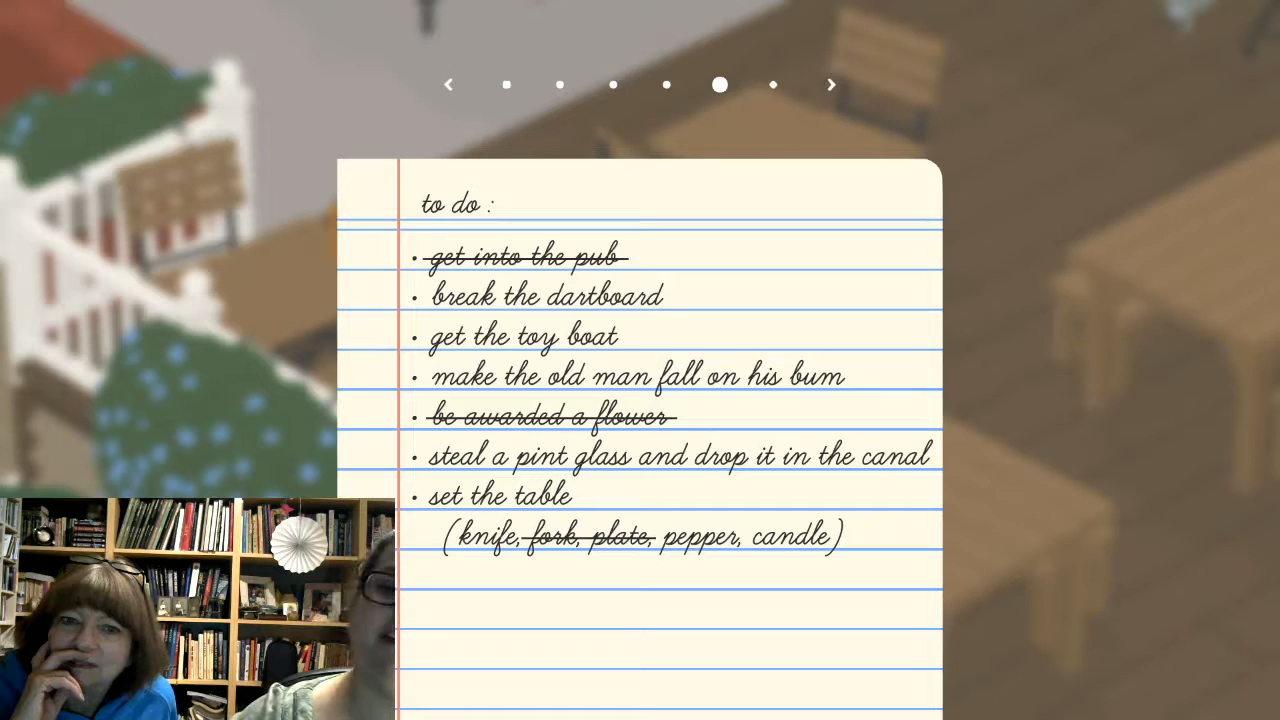 to do :
• get into the pub
• break the dartboard
• get the toy boat
• make the old man fall on his bum
• be awarded a flower
• steal a pint glass and drop it in the canal
• set the table
(knife, fork, plate, pepper, candle)